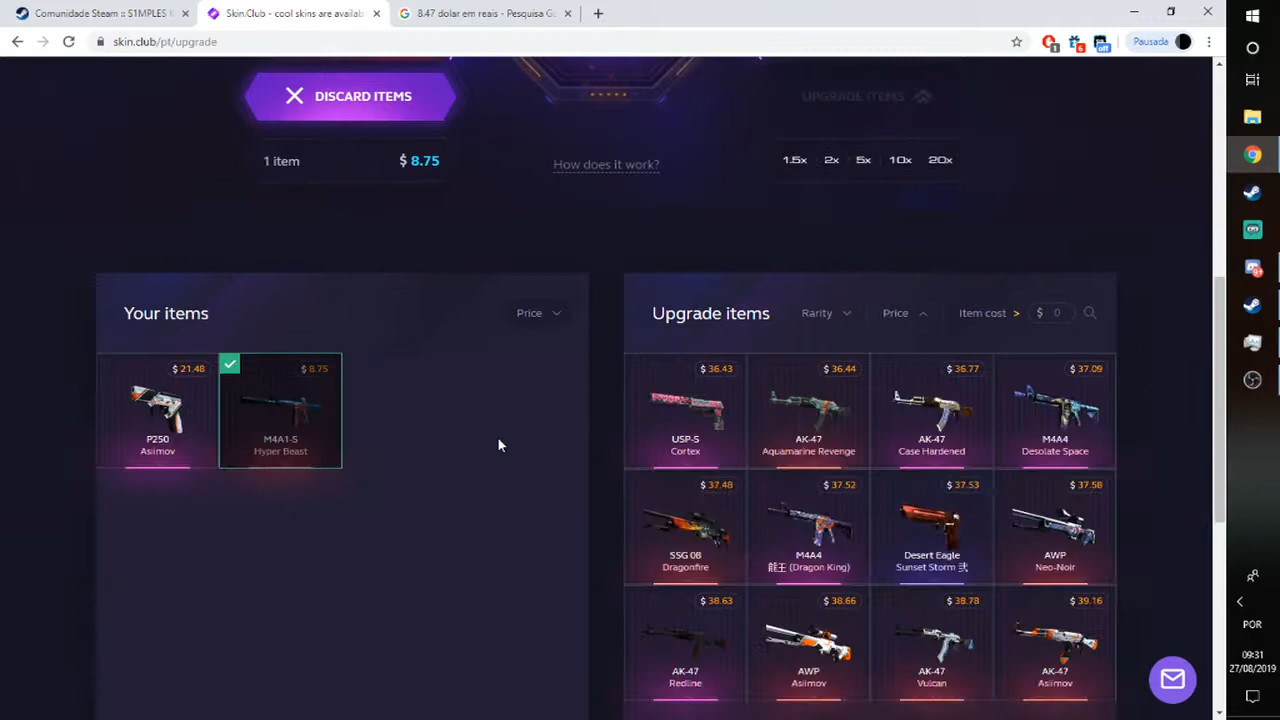 Comunidade Steam :: S1MPLES K
Skin.Club - cool skins are availab
8.47 dolar em reais - Pesquisa Go
skin.club/pt/upgrade
1
6
off
Pausada
DISCARD ITEMS
UPGRADE ITEMS
1 item
$ 8.75
How does it work?
1.5x 2x 5x 10x 20x
Your items
Price
Upgrade items
Rarity
Price
Item cost >
$ 0
$ 21.48
P250
Asiimov
$ 8.75
M4A1-S
Hyper Beast
$ 36.43
USP-S
Cortex
$ 36.44
AK-47
Aquamarine Revenge
$ 36.77
AK-47
Case Hardened
$ 37.09
M4A4
Desolate Space
$ 37.48
SSG 08
Dragonfire
$ 37.52
M4A4
龍王 (Dragon King)
$ 37.53
Desert Eagle
Sunset Storm 弐
$ 37.58
AWP
Neo-Noir
$ 38.63
AK-47
Redline
$ 38.66
AWP
Asiimov
$ 38.78
AK-47
Vulcan
$ 39.16
AK-47
Asiimov
POR
09:31
27/08/2019